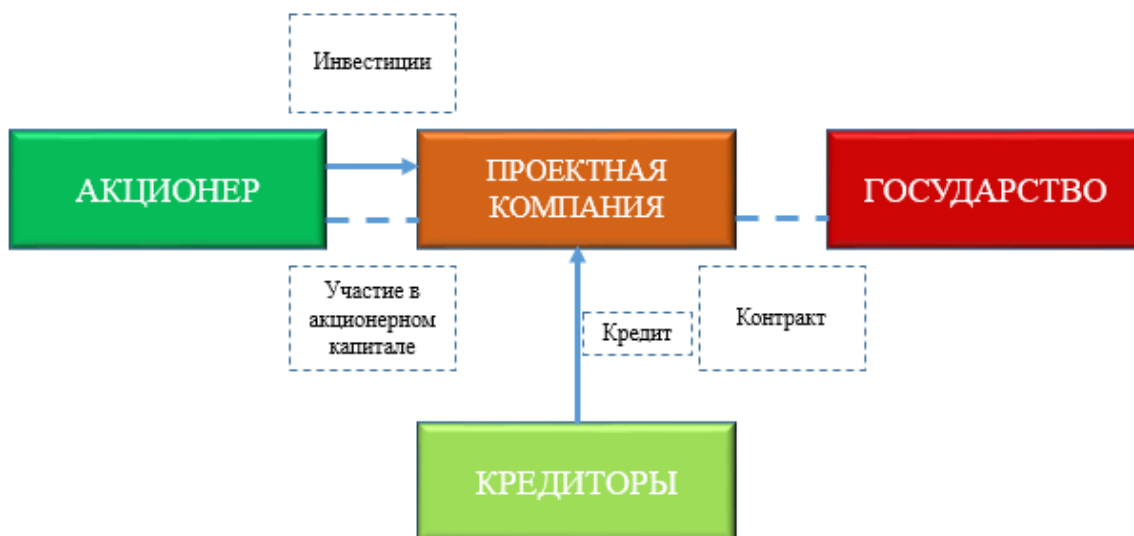 Инвестиции
АКЦИОНЕР
ПРОЕКТНАЯ
КОМПАНИЯ
ГОСУДАРСТВО
Участие в
акционерном
капитале
Кредит
Контракт
КРЕДИТОРЫ